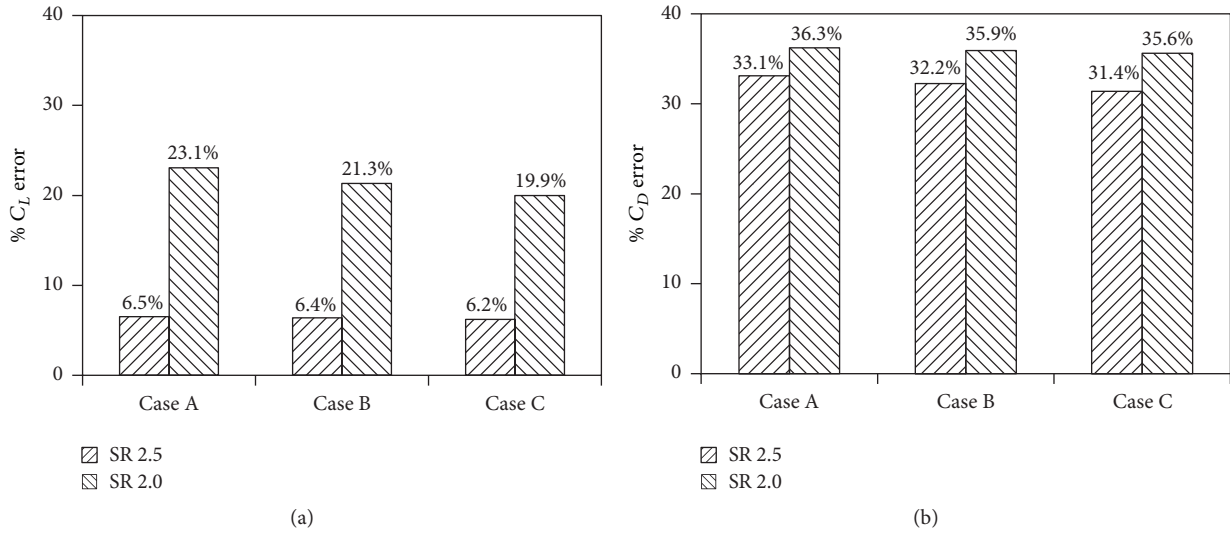 40
30
20
10
0
% C_L error
6.5%
23.1%
6.4%
21.3%
6.2%
19.9%
Case A
Case B
Case C
SR 2.5
SR 2.0
(a)
40
30
20
10
0
% C_D error
33.1%
36.3%
32.2%
35.9%
31.4%
35.6%
Case A
Case B
Case C
SR 2.5
SR 2.0
(b)